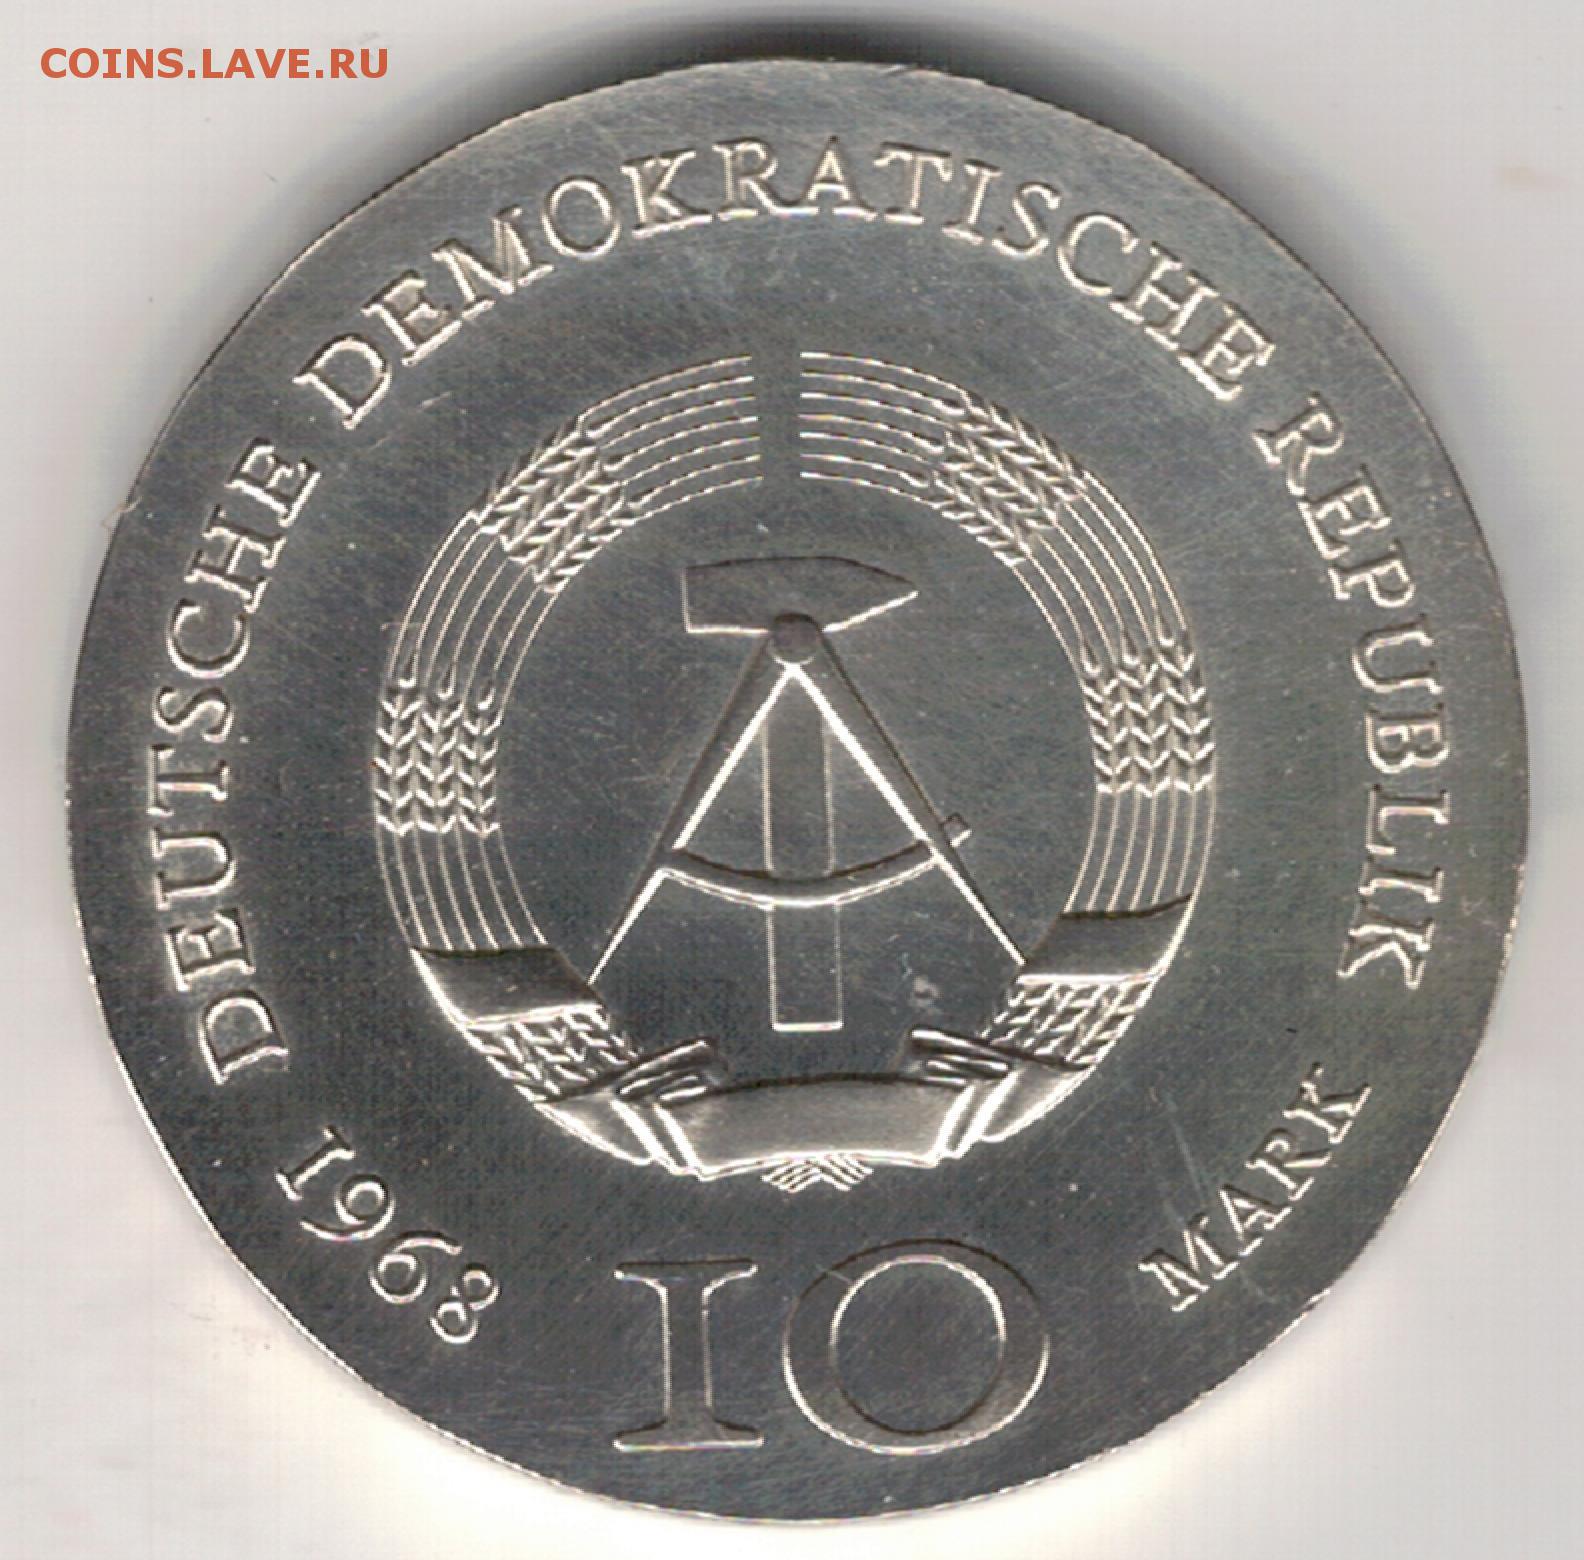 COINS.LAVE.RU
DEUTSCHE DEMOKRATISCHE REPUBLIK
1968
10
MARK